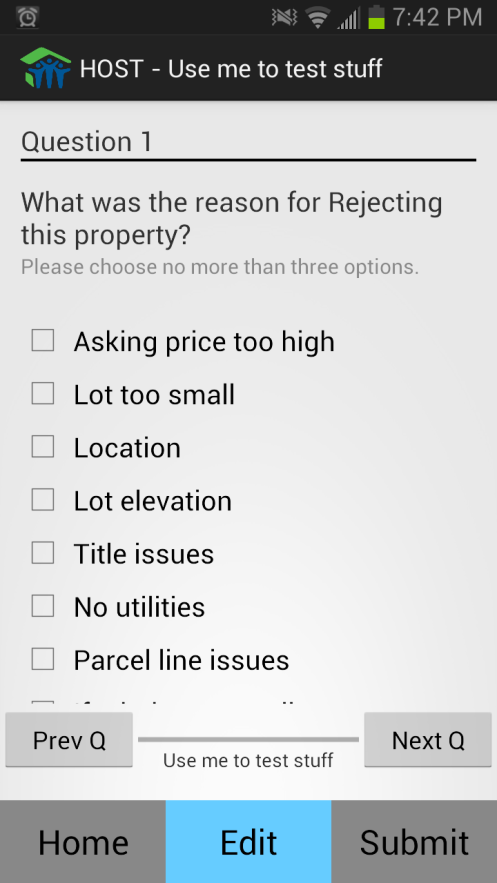 7:42 PM
HOST - Use me to test stuff
Question 1
What was the reason for Rejecting
this property?
Please choose no more than three options.
Asking price too high
Lot too small
Location
Lot elevation
Title issues
No utilities
Parcel line issues
Prev Q
Use me to test stuff
Next Q
Home
Edit
Submit